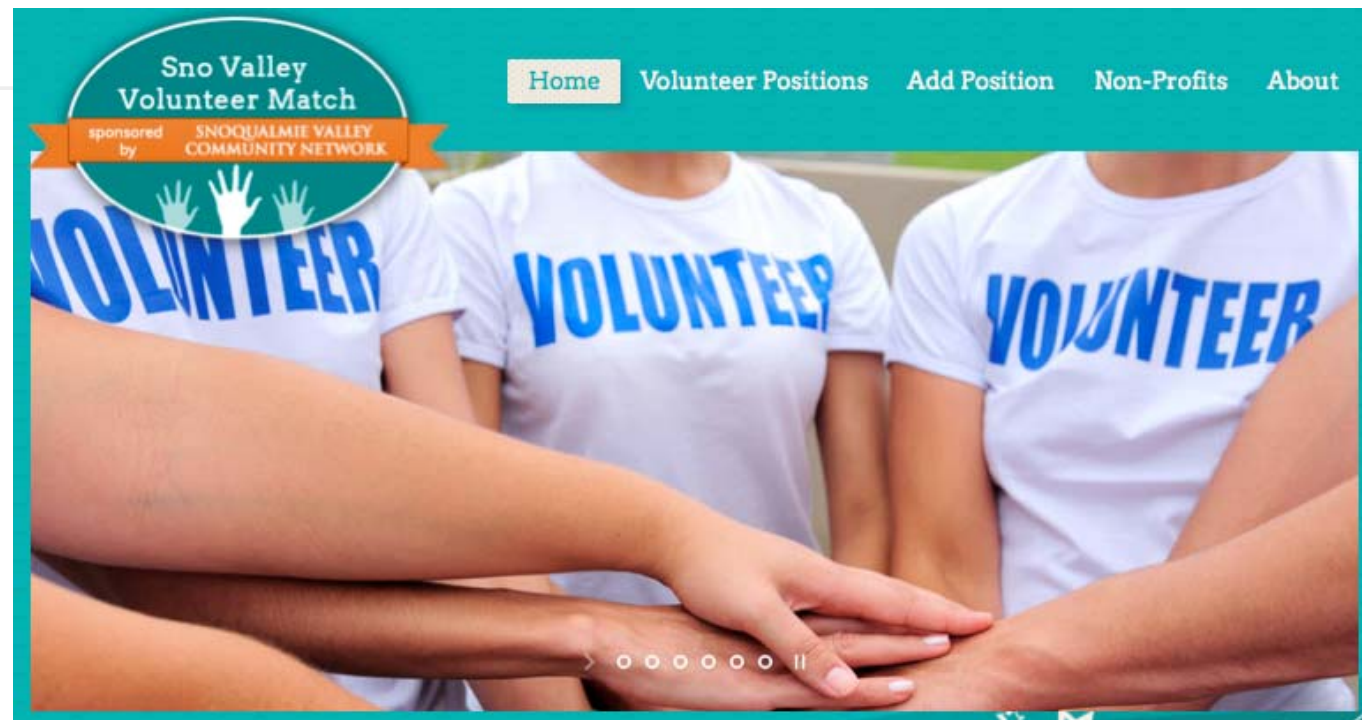 Sno Valley
Volunteer Match
sponsored by
SNOQUALMIE VALLEY
COMMUNITY NETWORK
Home Volunteer Positions Add Position Non-Profits About
VOLUNTEER
VOLUNTEER
VOLUNTEER